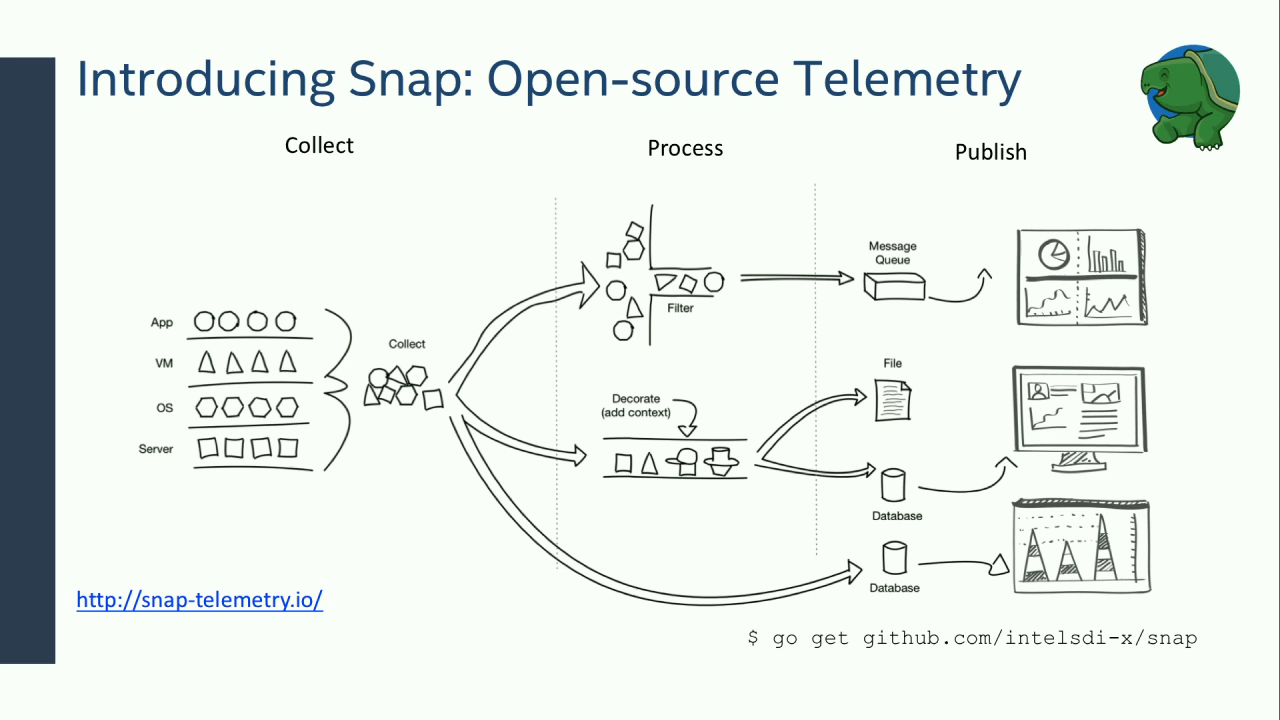 Introducing Snap: Open-source Telemetry
Collect
Process
Publish
App
VM
OS
Server
Collect
Filter
Decorate
(add context)
Message
Queue
File
Database
Database
http://snap-telemetry.io/
$ go get github.com/intelsdi-x/snap